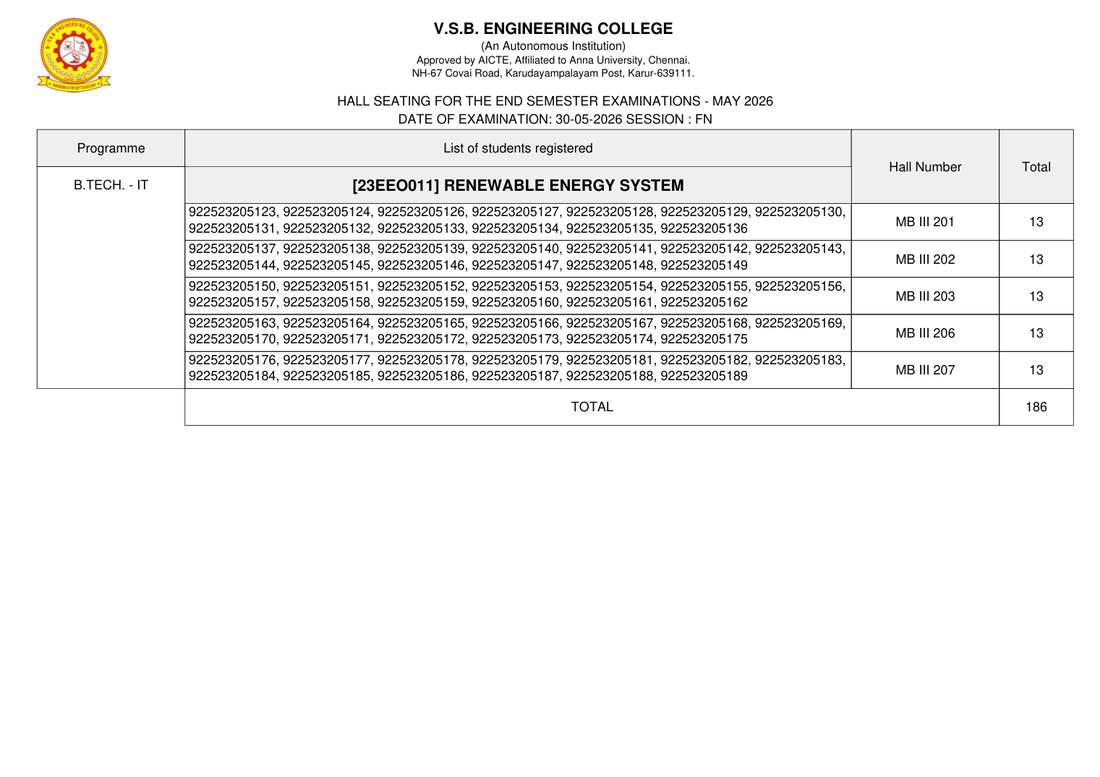 V.S.B. ENGINEERING COLLEGE
(An Autonomous Institution)
Approved by AICTE, Affiliated to Anna University, Chennai.
NH-67 Covai Road, Karudayampalayam Post, Karur-639111.
HALL SEATING FOR THE END SEMESTER EXAMINATIONS - MAY 2026
DATE OF EXAMINATION: 30-05-2026 SESSION : FN
Programme
List of students registered
Hall Number
Total
B.TECH. - IT
[23EEO011] RENEWABLE ENERGY SYSTEM
922523205123, 922523205124, 922523205126, 922523205127, 922523205128, 922523205129, 922523205130,
922523205131, 922523205132, 922523205133, 922523205134, 922523205135, 922523205136
MB III 201
13
922523205137, 922523205138, 922523205139, 922523205140, 922523205141, 922523205142, 922523205143,
922523205144, 922523205145, 922523205146, 922523205147, 922523205148, 922523205149
MB III 202
13
922523205150, 922523205151, 922523205152, 922523205153, 922523205154, 922523205155, 922523205156,
922523205157, 922523205158, 922523205159, 922523205160, 922523205161, 922523205162
MB III 203
13
922523205163, 922523205164, 922523205165, 922523205166, 922523205167, 922523205168, 922523205169,
922523205170, 922523205171, 922523205172, 922523205173, 922523205174, 922523205175
MB III 206
13
922523205176, 922523205177, 922523205178, 922523205179, 922523205181, 922523205182, 922523205183,
922523205184, 922523205185, 922523205186, 922523205187, 922523205188, 922523205189
MB III 207
13
TOTAL
186